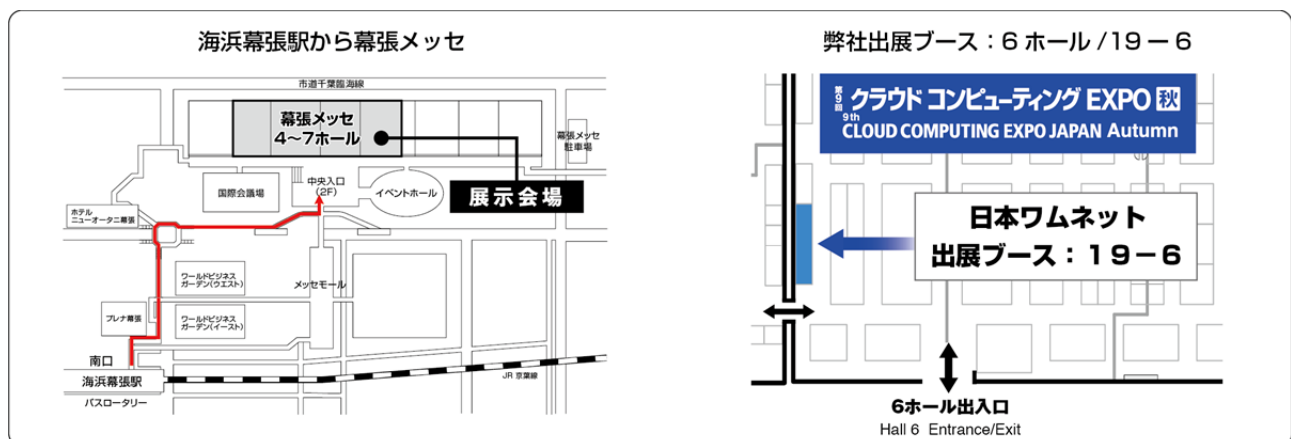 海浜幕張駅から幕張メッセ
市道千葉臨海線
幕張メッセ
4～7ホール
幕張メッセ
駐車場
国際会議場
中央入口
(2F)
イベントホール
展示会場
ホテル
ニューオータニ幕張
ワールドビジネス
ガーデン(ウエスト)
メッセモール
プレナ幕張
ワールドビジネス
ガーデン(イースト)
南口
海浜幕張駅
JR 京葉線
バスロータリー
弊社出展ブース：6 ホール /19－6
第9回
クラウド コンピューティング EXPO 秋
9th
CLOUD COMPUTING EXPO JAPAN Autumn
日本ワムネット
出展ブース：１９－６
6ホール出入口
Hall 6 Entrance/Exit